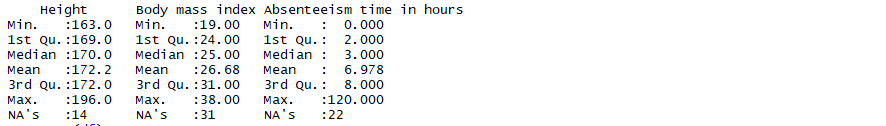 Height      Body mass index Absenteeism time in hours
Min.   :163.0   Min.   :19.00   Min.   :  0.000
1st Qu.:169.0   1st Qu.:24.00   1st Qu.:  2.000
Median :170.0   Median :25.00   Median :  3.000
Mean   :172.2   Mean   :26.68   Mean   :  6.978
3rd Qu.:172.0   3rd Qu.:31.00   3rd Qu.:  8.000
Max.   :196.0   Max.   :38.00   Max.   :120.000
NA's   :14      NA's   :31      NA's   :22